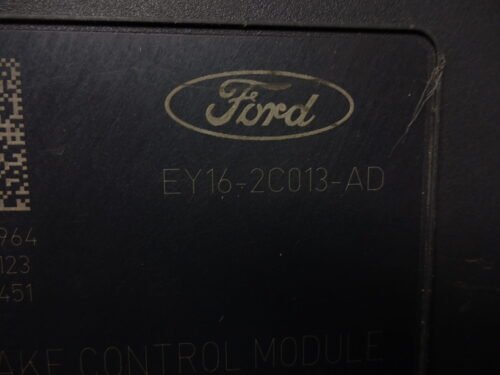 Ford
EY16-2C013-AD
964
123
451
AKE CONTROL MODULE